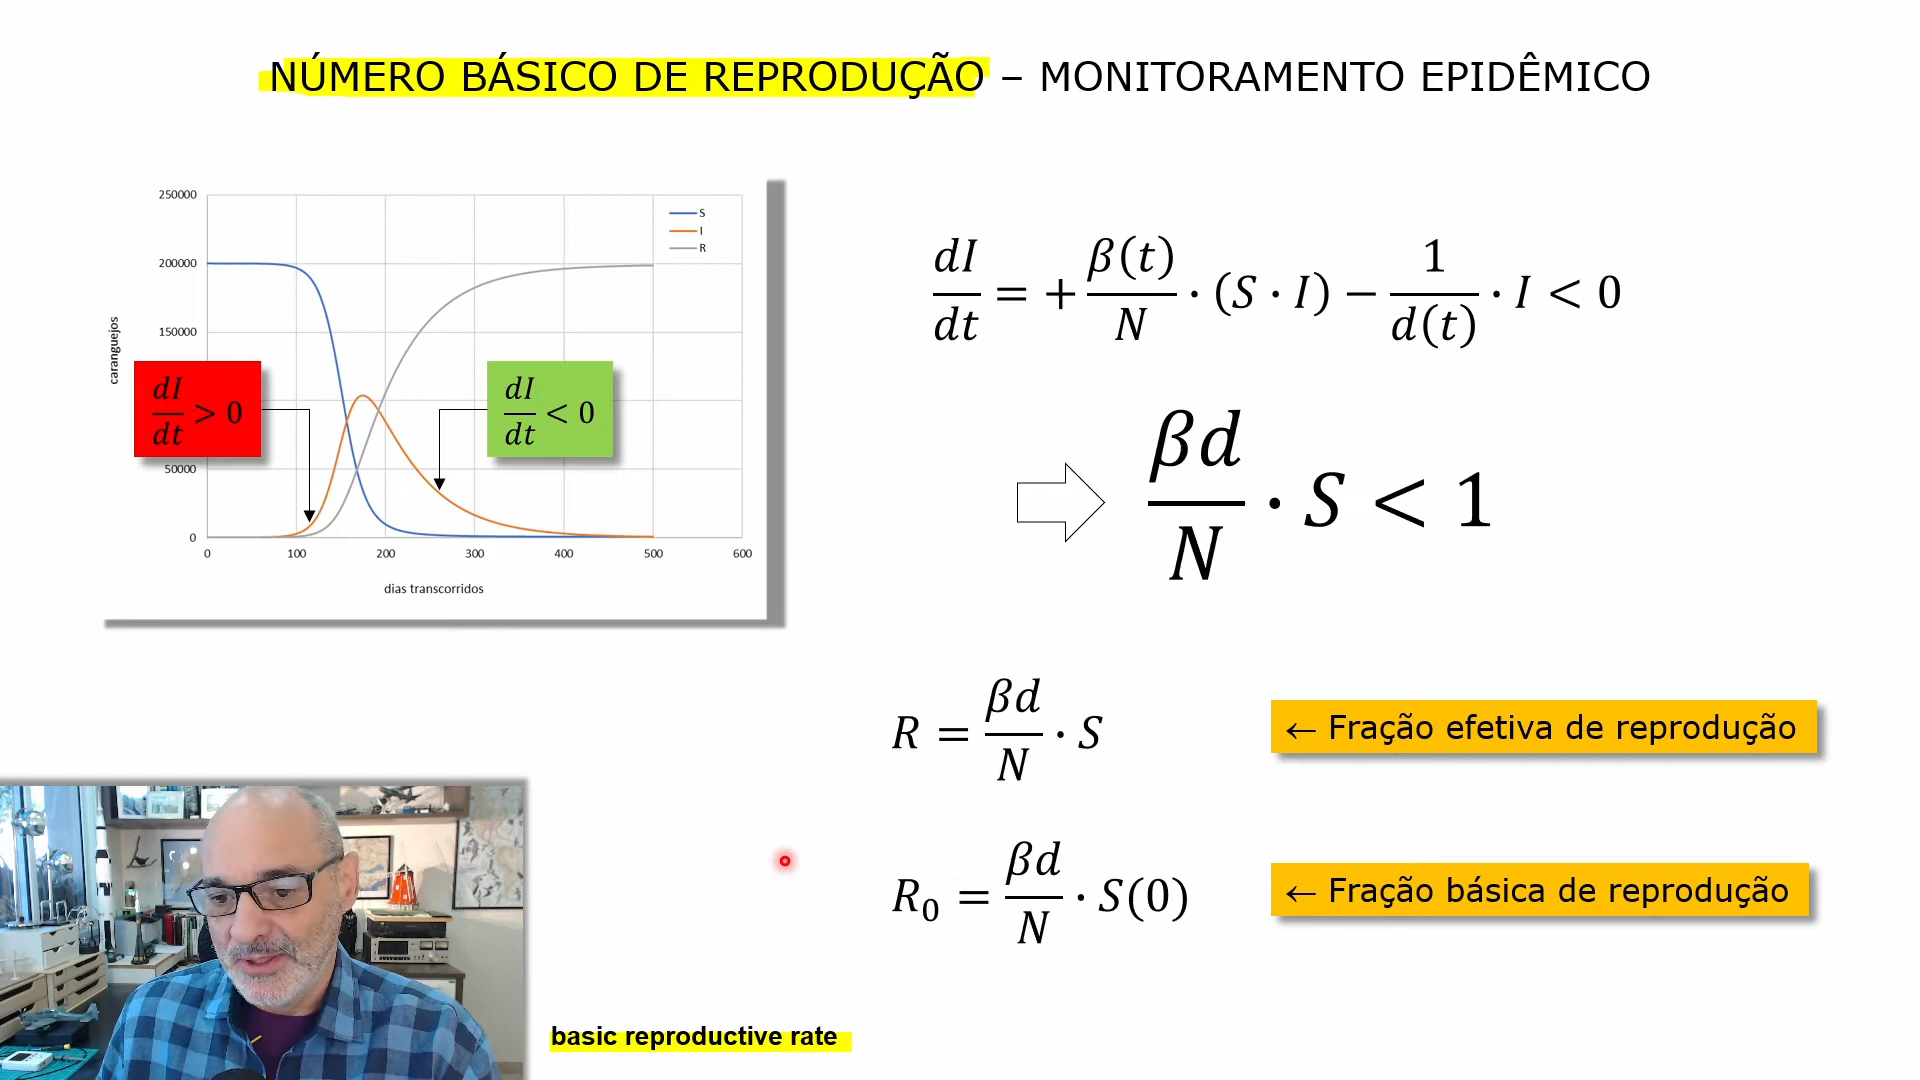 NÚMERO BÁSICO DE REPRODUÇÃO – MONITORAMENTO EPIDÊMICO
250000
200000
150000
50000
0
0 100 200 300 400 500 600
caranguejos
dias transcorridos
S
I
R
dI/dt > 0
dI/dt < 0
dI/dt = +β(t)/N · (S · I) − 1/d(t) · I < 0
βd/N · S < 1
R = βd/N · S
← Fração efetiva de reprodução
R₀ = βd/N · S(0)
← Fração básica de reprodução
basic reproductive rate